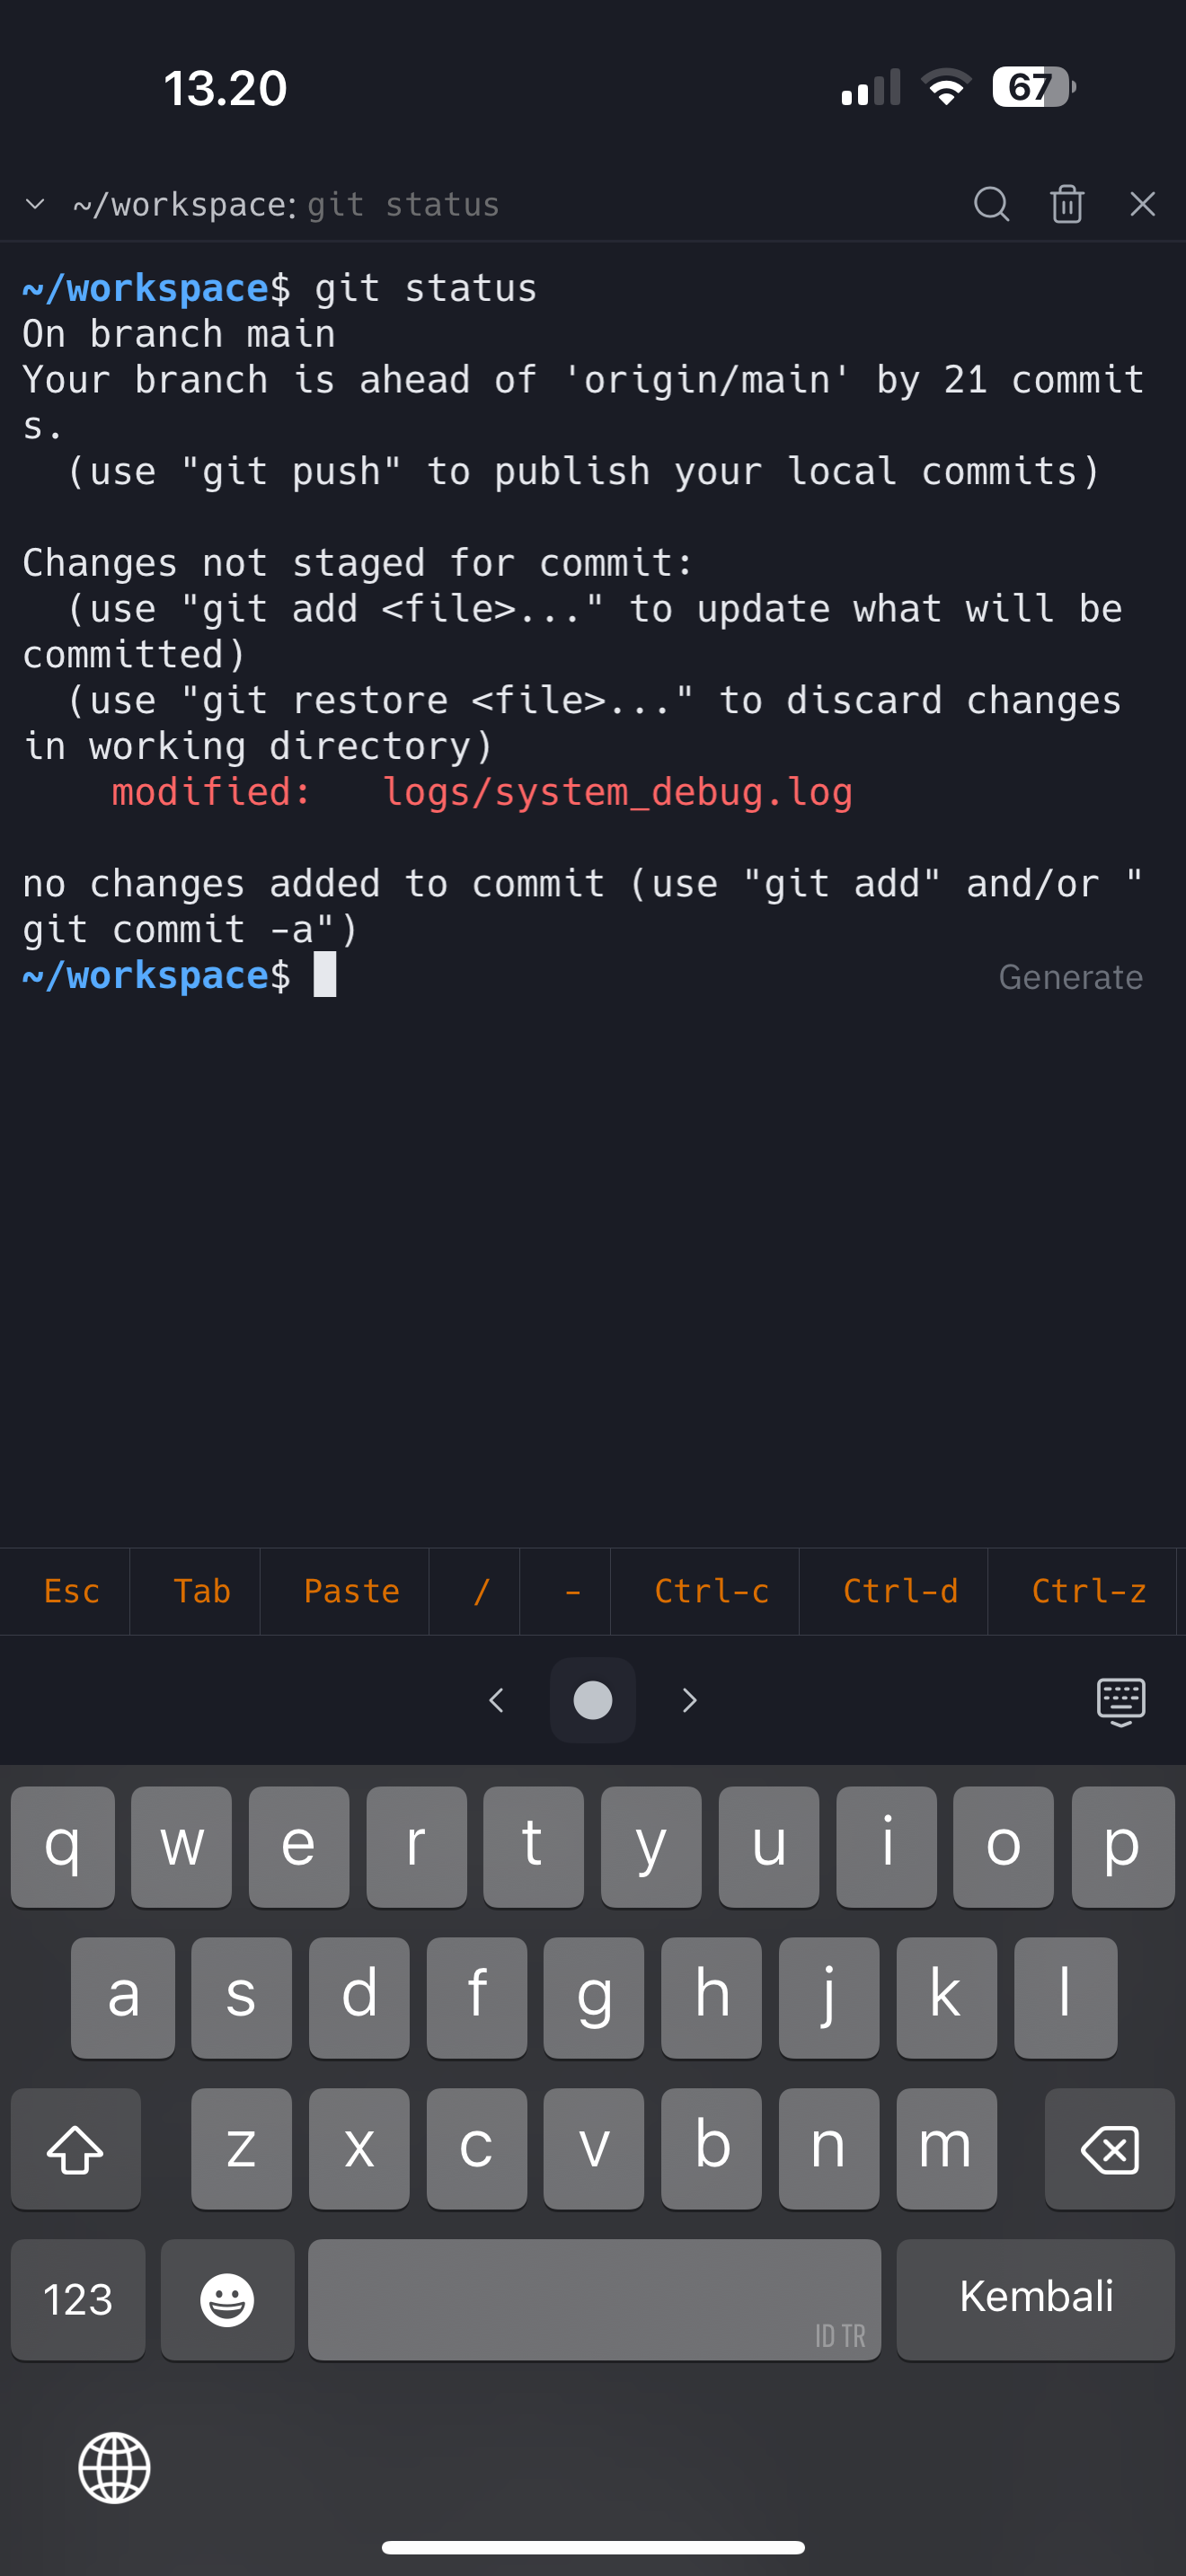 13.20
67
~/workspace: git status
~/workspace$ git status
On branch main
Your branch is ahead of 'origin/main' by 21 commit
s.
  (use "git push" to publish your local commits)
Changes not staged for commit:
  (use "git add <file>..." to update what will be
committed)
  (use "git restore <file>..." to discard changes
in working directory)
    modified:   logs/system_debug.log
no changes added to commit (use "git add" and/or "
git commit -a")
~/workspace$ Generate
Esc Tab Paste / - Ctrl-c Ctrl-d Ctrl-z
q w e r t y u i o p
a s d f g h j k l
z x c v b n m
123 ID TR Kembali